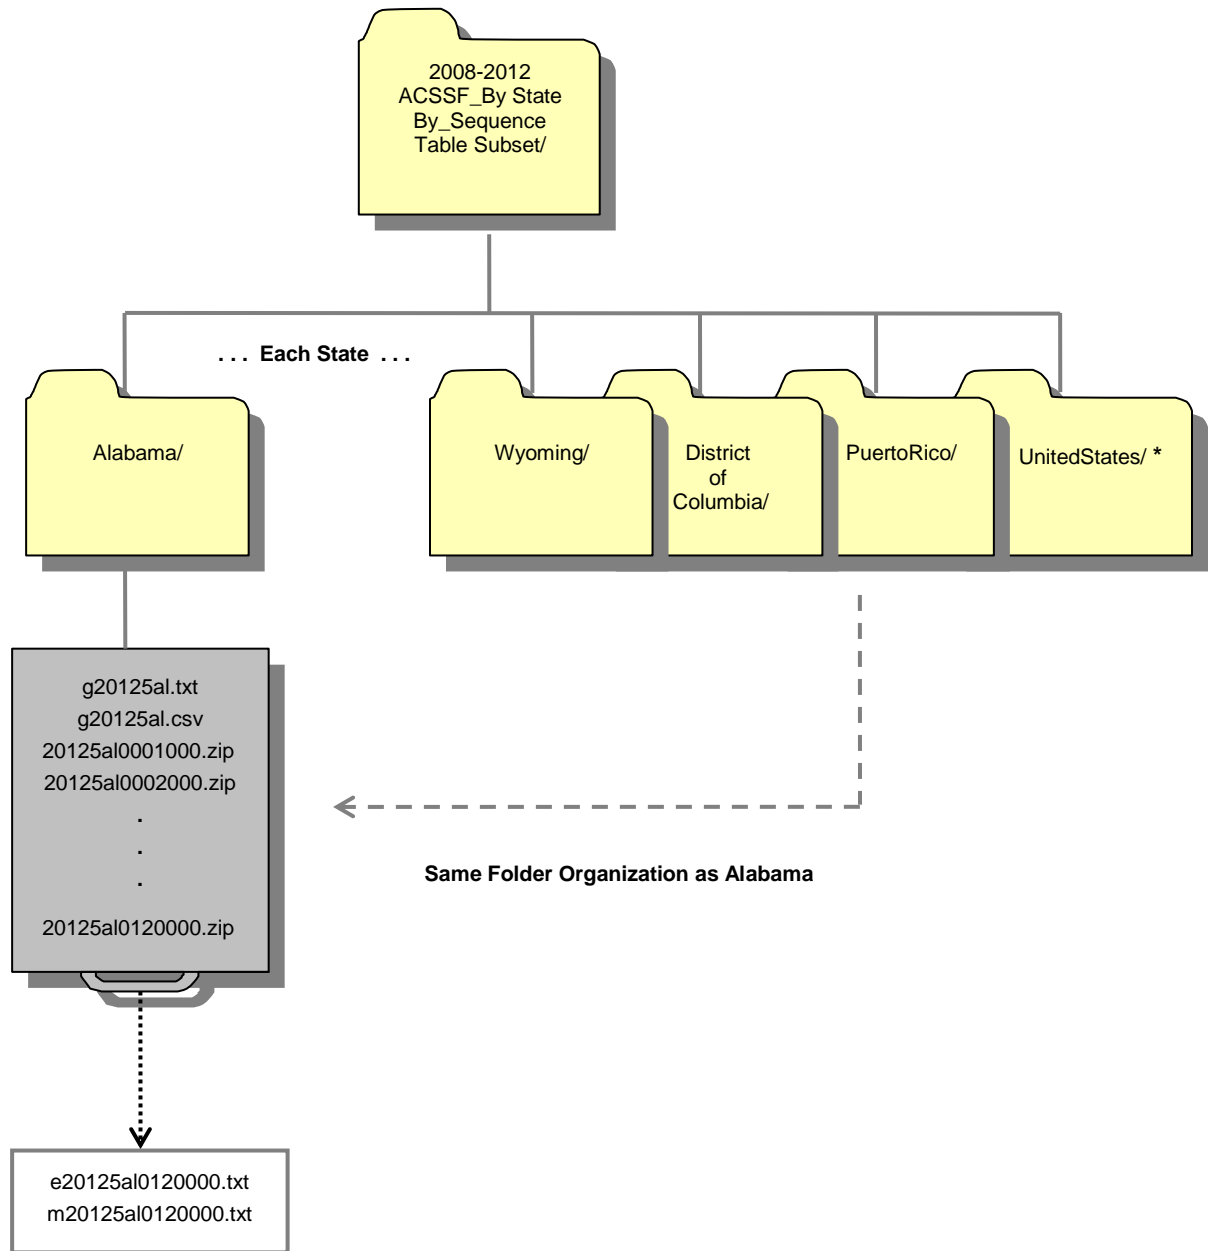 2008-2012
ACSSF_By State
By_Sequence
Table Subset/
. . . Each State . . .
Alabama/
Wyoming/
District
of
Columbia/
PuertoRico/
UnitedStates/ *
g20125al.txt
g20125al.csv
20125al0001000.zip
20125al0002000.zip
.
.
.
20125al0120000.zip
Same Folder Organization as Alabama
e20125al0120000.txt
m20125al0120000.txt